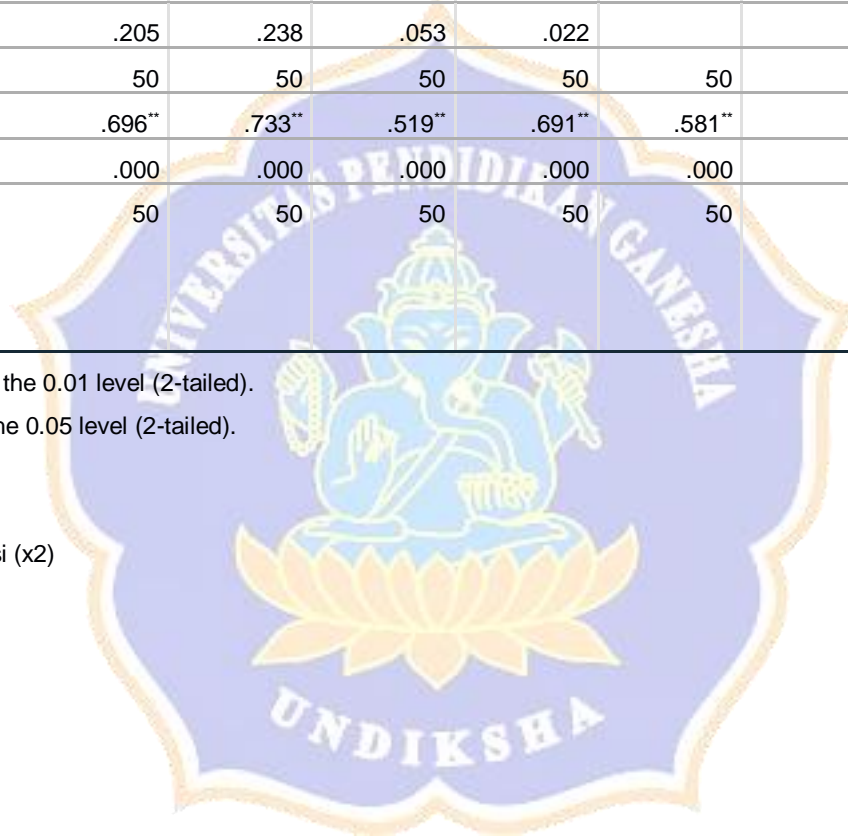 .205 .238 .053 .022
50 50 50 50 50
.696** .733** .519** .691** .581**
.000 .000 .000 .000 .000
50 50 50 50 50
UNIVERSITAS PENDIDIKAN GANESHA
the 0.01 level (2-tailed).
0.05 level (2-tailed).
(x2)
UNDIKSHA